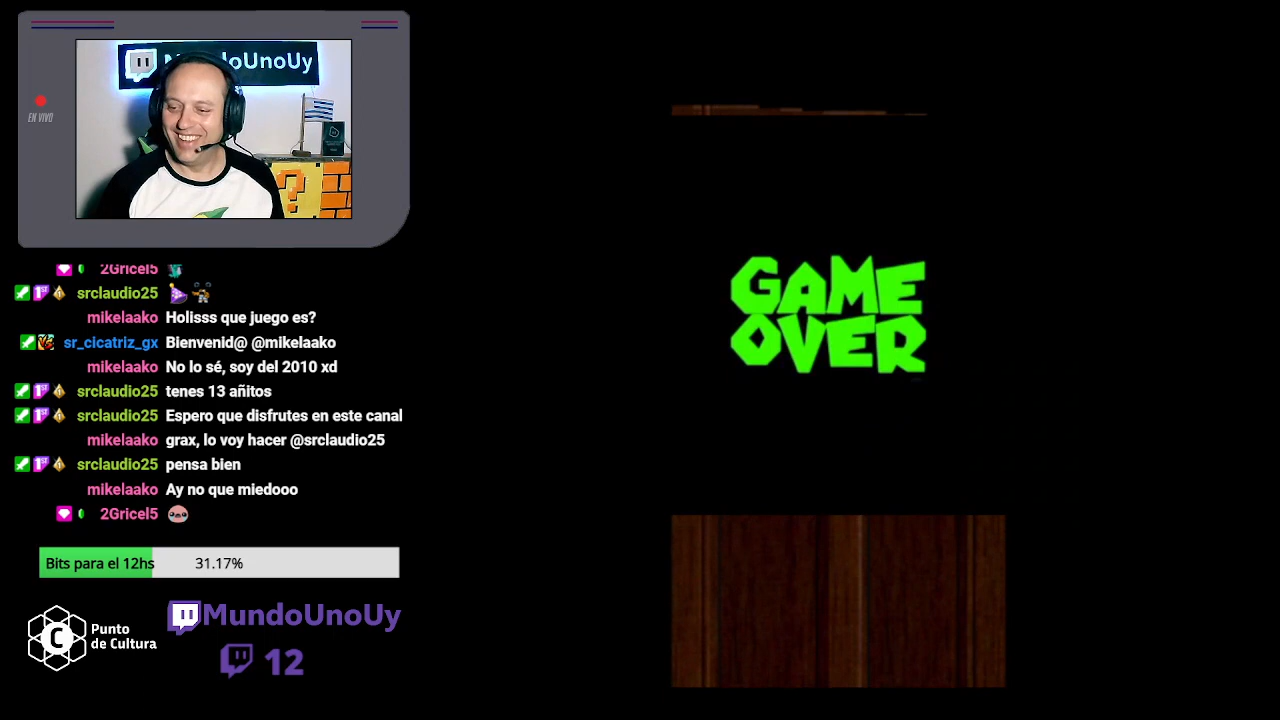 MundoUnoUy
EN VIVO
2Gricel5
srclaudio25
mikelaako Holisss que juego es?
sr_cicatriz_gx Bienvenid@ @mikelaako
mikelaako No lo sé, soy del 2010 xd
srclaudio25 tenes 13 añitos
srclaudio25 Espero que disfrutes en este canal
mikelaako grax, lo voy hacer @srclaudio25
srclaudio25 pensa bien
mikelaako Ay no que miedooo
2Gricel5
Bits para el 12hs 31.17%
C Punto
de Cultura
MundoUnoUy
12
GAME
OVER